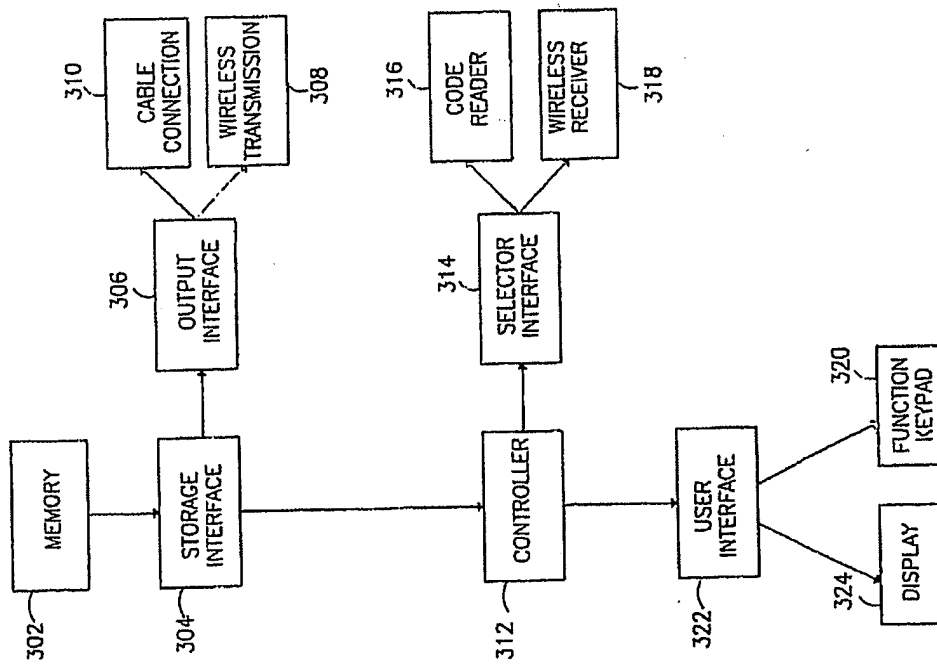 310
CABLE
CONNECTION
WIRELESS
TRANSMISSION
308
316
CODE
READER
WIRELESS
RECEIVER
318
306
OUTPUT
INTERFACE
314
SELECTOR
INTERFACE
MEMORY
302
STORAGE
INTERFACE
304
CONTROLLER
312
USER
INTERFACE
322
320
FUNCTION
KEYPAD
324
DISPLAY